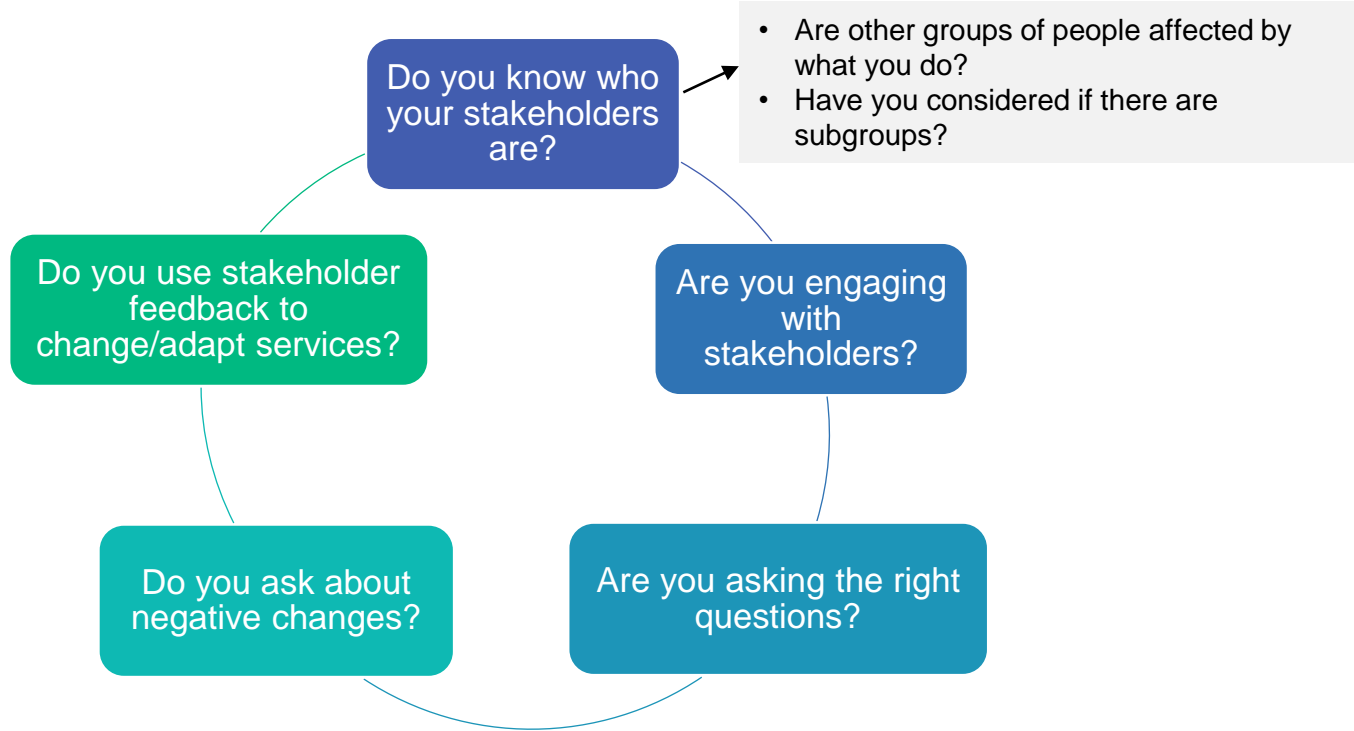 Do you know who
your stakeholders
are?
• Are other groups of people affected by
what you do?
• Have you considered if there are
subgroups?
Are you engaging
with
stakeholders?
Are you asking the right
questions?
Do you ask about
negative changes?
Do you use stakeholder
feedback to
change/adapt services?